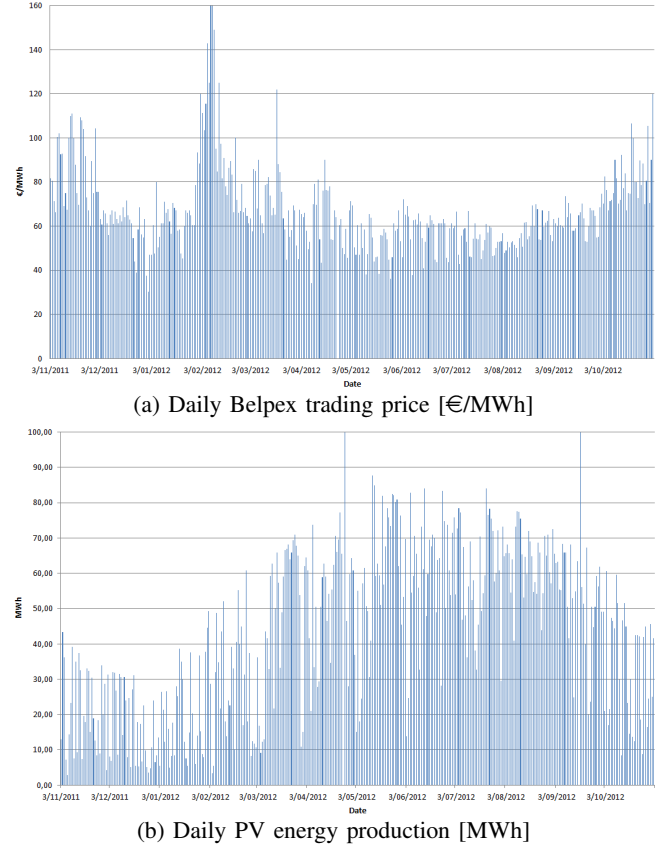 160
140
120
100
80
60
40
20
0
€/MWh
3/11/2011 3/12/2011 3/01/2012 3/02/2012 3/03/2012 3/04/2012 3/05/2012 3/06/2012 3/07/2012 3/08/2012 3/09/2012 3/10/2012
Date
(a) Daily Belpex trading price [€/MWh]
100,00
90,00
80,00
70,00
60,00
50,00
40,00
30,00
20,00
10,00
0,00
MWh
3/11/2011 3/12/2011 3/01/2012 3/02/2012 3/03/2012 3/04/2012 3/05/2012 3/06/2012 3/07/2012 3/08/2012 3/09/2012 3/10/2012
Date
(b) Daily PV energy production [MWh]